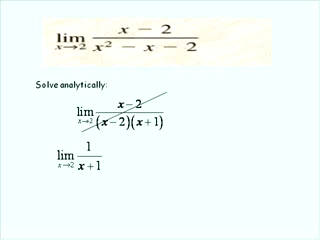 lim x→2 x − 2 / x² − x − 2
Solve analytically:
lim x→2 x−2 / (x−2)(x+1)
lim x→2 1 / x+1